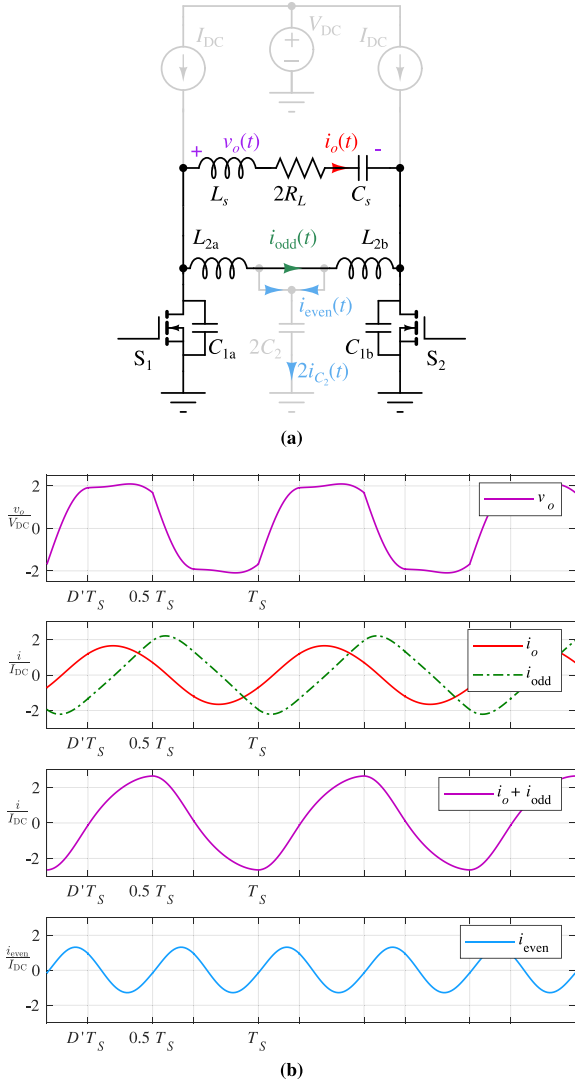 I_DC V_DC I_DC
+ v_o(t) i_o(t) -
L_s 2R_L C_s
L_2a i_odd(t) L_2b
i_even(t)
S_1 C_1a 2C_2 C_1b S_2
2i_C_2(t)
(a)
2
v_o/V_DC 0
-2
v_o
D'T_S 0.5 T_S T_S
2
i/I_DC 0
-2
i_o
i_odd
D'T_S 0.5 T_S T_S
2
i/I_DC 0
-2
i_o + i_odd
D'T_S 0.5 T_S T_S
2
i_even/I_DC 0
-2
i_even
D'T_S 0.5 T_S T_S
(b)